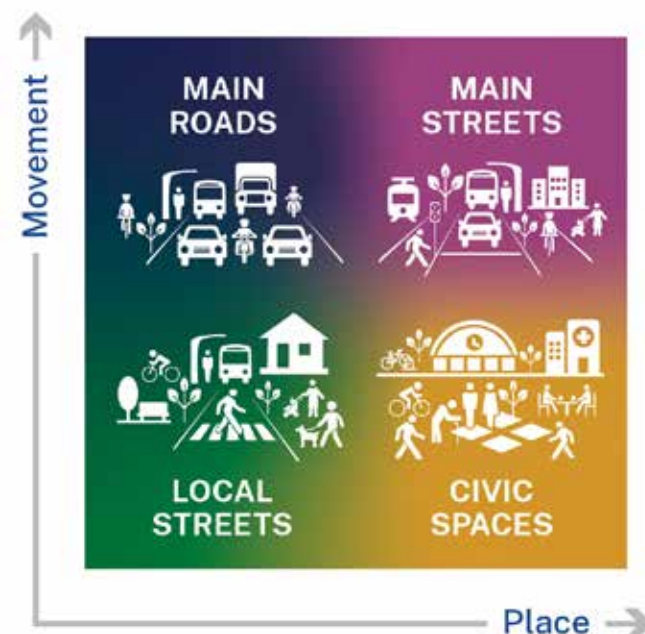 Movement
MAIN
ROADS
MAIN
STREETS
LOCAL
STREETS
CIVIC
SPACES
Place